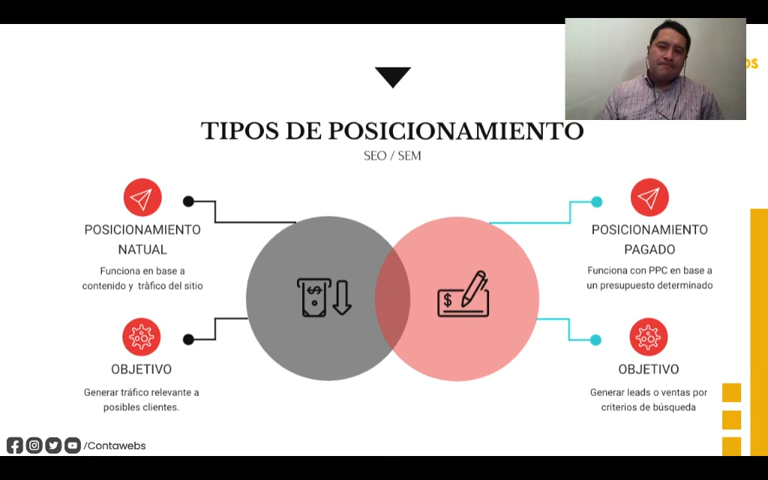 TIPOS DE POSICIONAMIENTO
SEO / SEM
POSICIONAMIENTO
NATUAL
Funciona en base a
contenido y tràfico del sitio
OBJETIVO
Generar tráfico relevante a
posibles clientes.
$
$
POSICIONAMIENTO
PAGADO
Funciona con PPC en base a
un presupuesto determinado
OBJETIVO
Generar leads o ventas por
criterios de búsqueda
/Contawebs